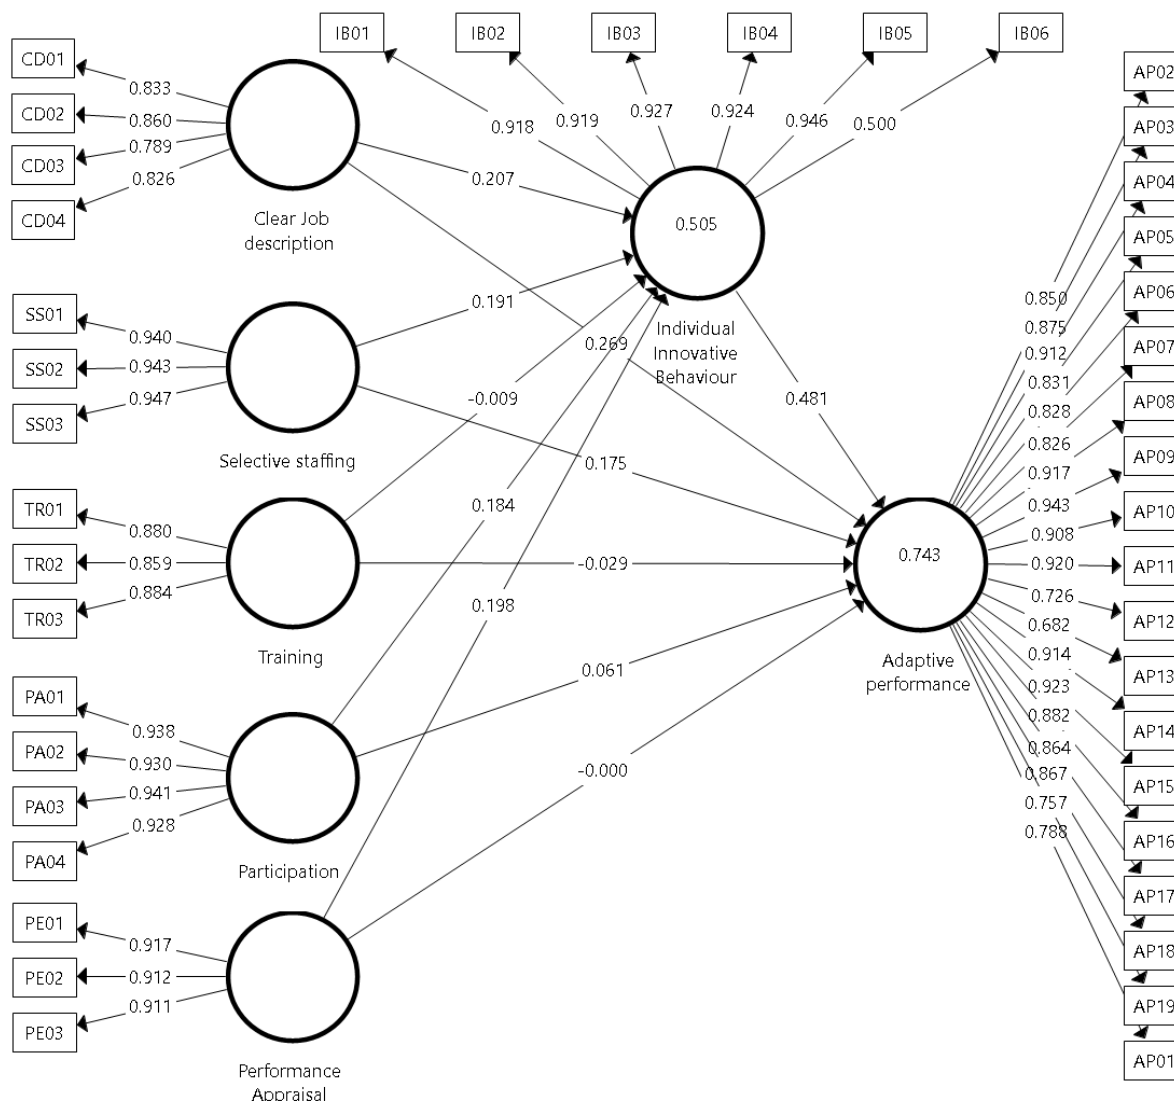 IB01 IB02 IB03 IB04 IB05 IB06
CD01
CD02
CD03
CD04
0.833
0.860
0.789
0.826
Clear Job
description
SS01
SS02
SS03
0.940
0.943
0.947
Selective staffing
TR01
TR02
TR03
0.880
0.859
0.884
Training
PA01
PA02
PA03
PA04
0.938
0.930
0.941
0.928
Participation
PE01
PE02
PE03
0.917
0.912
0.911
Performance
Appraisal
0.918
0.919
0.927
0.924
0.946
0.500
0.207
0.191
-0.009
0.184
0.198
0.505
Individual
Innovative
Behaviour
0.269
0.481
0.175
-0.029
0.061
-0.000
0.743
Adaptive
performance
0.850
0.875
0.912
0.831
0.828
0.826
0.917
0.943
0.908
0.920
0.726
0.682
0.914
0.923
0.882
0.864
0.867
0.757
0.788
AP02
AP03
AP04
AP05
AP06
AP07
AP08
AP09
AP10
AP11
AP12
AP13
AP14
AP15
AP16
AP17
AP18
AP19
AP01